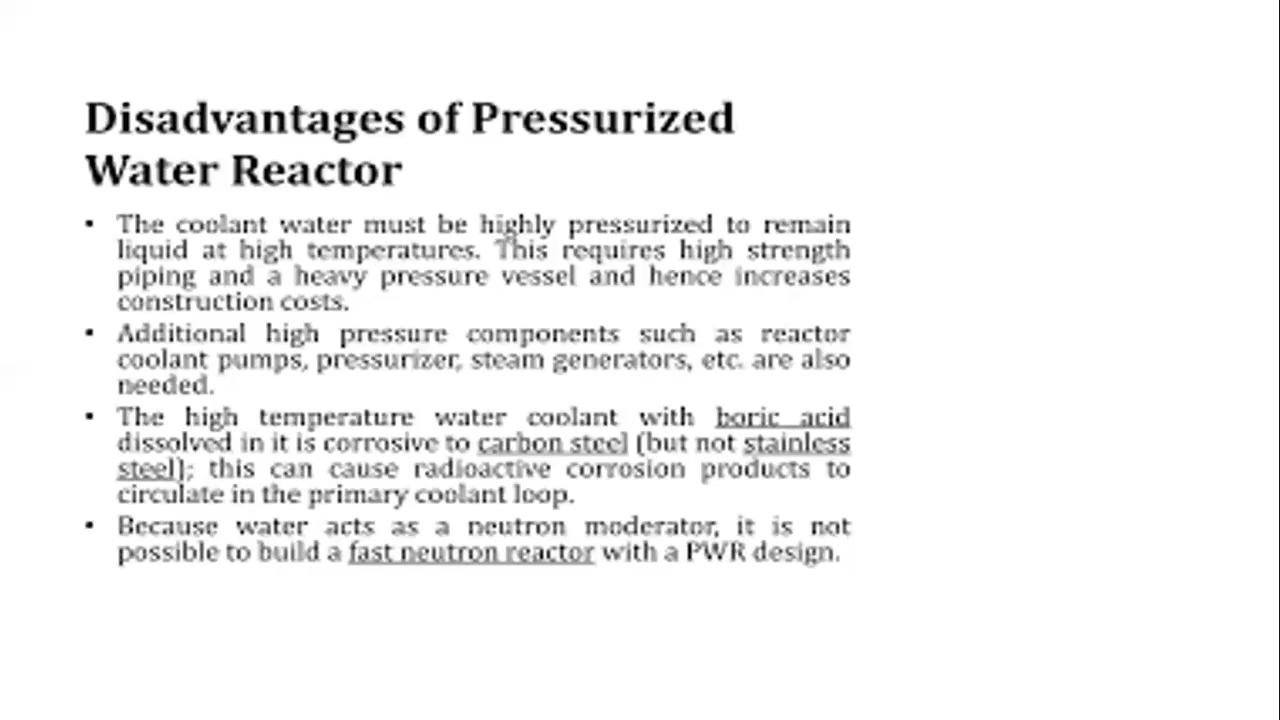 Disadvantages of Pressurized
Water Reactor
• The coolant water must be highly pressurized to remain
liquid at high temperatures. This requires high strength
piping and a heavy pressure vessel and hence increases
construction costs.
• Additional high pressure components such as reactor
coolant pumps, pressurizer, steam generators, etc. are also
needed.
• The high temperature water coolant with boric acid
dissolved in it is corrosive to carbon steel (but not stainless
steel); this can cause radioactive corrosion products to
circulate in the primary coolant loop.
• Because water acts as a neutron moderator, it is not
possible to build a fast neutron reactor with a PWR design.